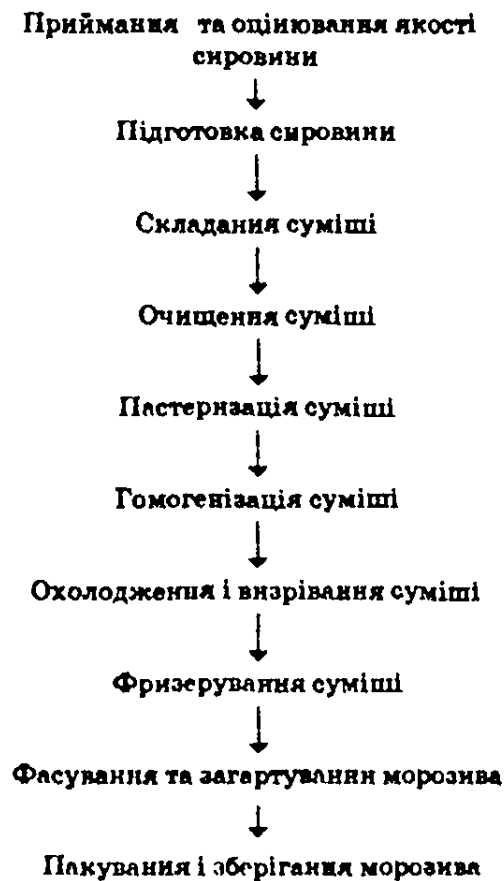 Приймання та оцінювання якості
сировини
Підготовка сировини
Складання суміші
Очищення суміші
Пастеризація суміші
Гомогенізація суміші
Охолодження і визрівання суміші
Фризерування суміші
Фасування та загартування морозива
Пакування і зберігання морозива